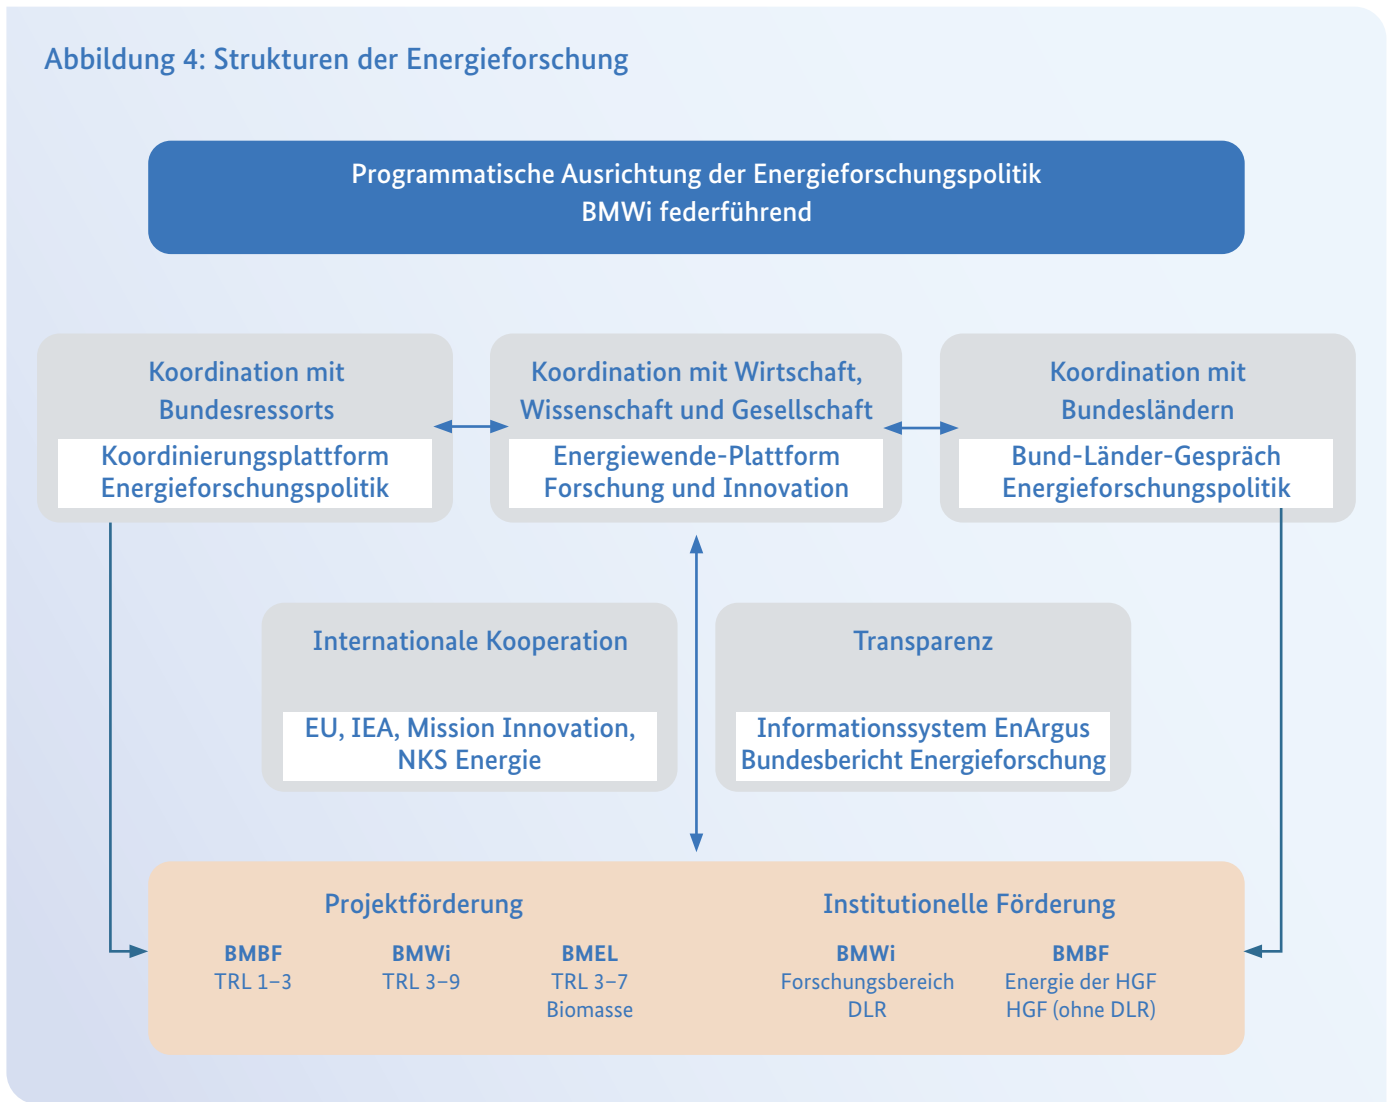 Abbildung 4: Strukturen der Energieforschung
Programmatische Ausrichtung der Energieforschungspolitik
BMWi federführend
Koordination mit
Bundesressorts
Koordinierungsplattform
Energieforschungspolitik
Koordination mit Wirtschaft,
Wissenschaft und Gesellschaft
Energiewende-Plattform
Forschung und Innovation
Koordination mit
Bundesländern
Bund-Länder-Gespräch
Energieforschungspolitik
Internationale Kooperation
EU, IEA, Mission Innovation,
NKS Energie
Transparenz
Informationssystem EnArgus
Bundesbericht Energieforschung
Projektförderung
BMBF
TRL 1–3
BMWi
TRL 3–9
BMEL
TRL 3–7
Biomasse
Institutionelle Förderung
BMWi
Forschungsbereich
DLR
BMBF
Energie der HGF
HGF (ohne DLR)